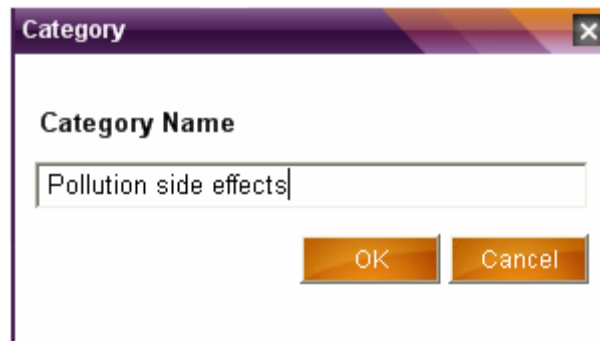 Category
Category Name
Pollution side effects
OK Cancel